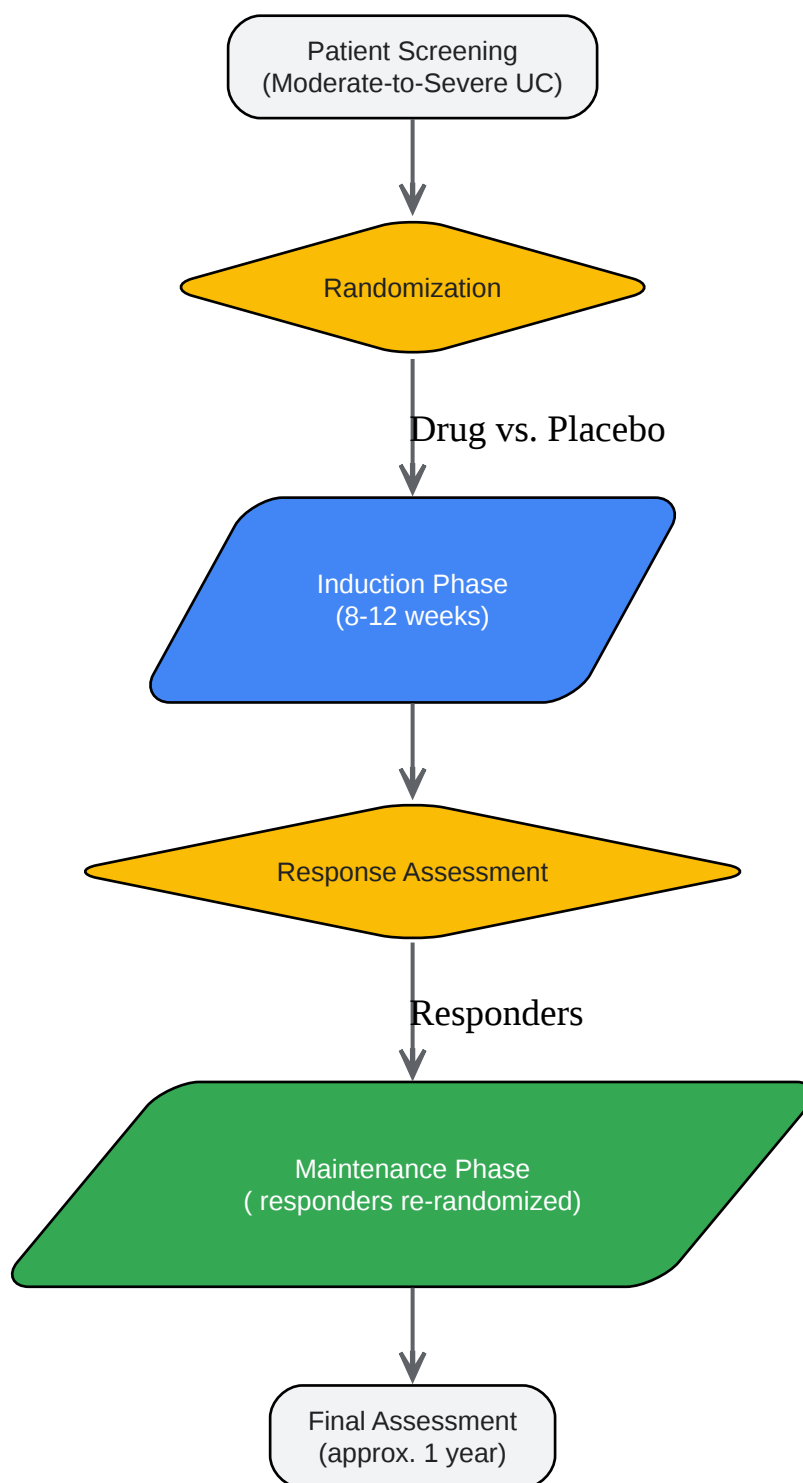 Patient Screening
(Moderate-to-Severe UC)
Randomization
Drug vs. Placebo
Induction Phase
(8-12 weeks)
Response Assessment
Responders
Maintenance Phase
( responders re-randomized)
Final Assessment
(approx. 1 year)